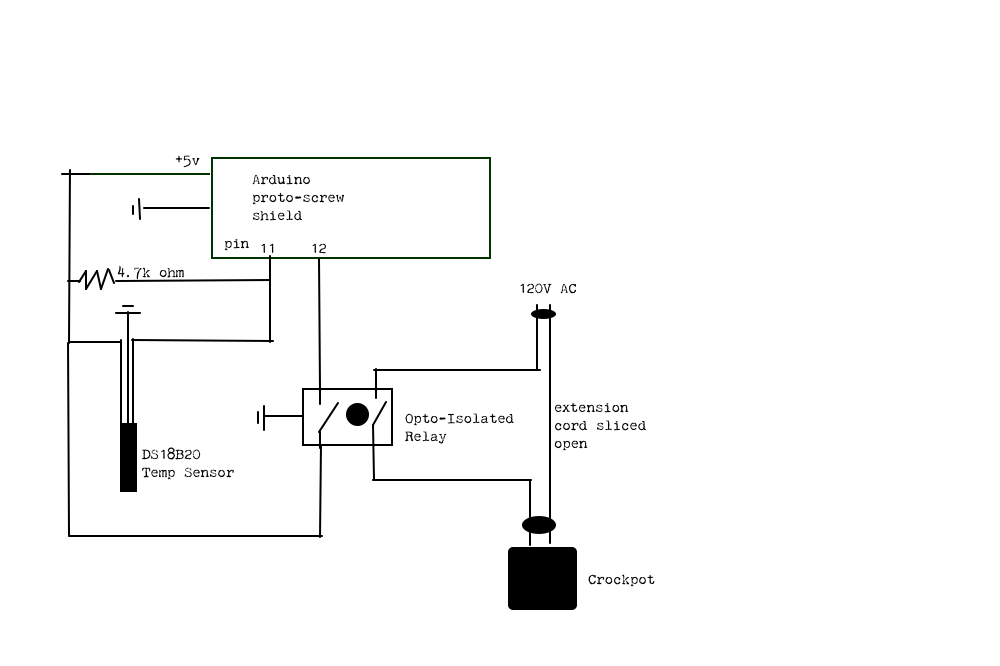 +5v
Arduino
proto-screw
shield
pin 11 12
4.7k ohm
120V AC
extension
cord sliced
open
Opto-Isolated
Relay
DS18B20
Temp Sensor
Crockpot